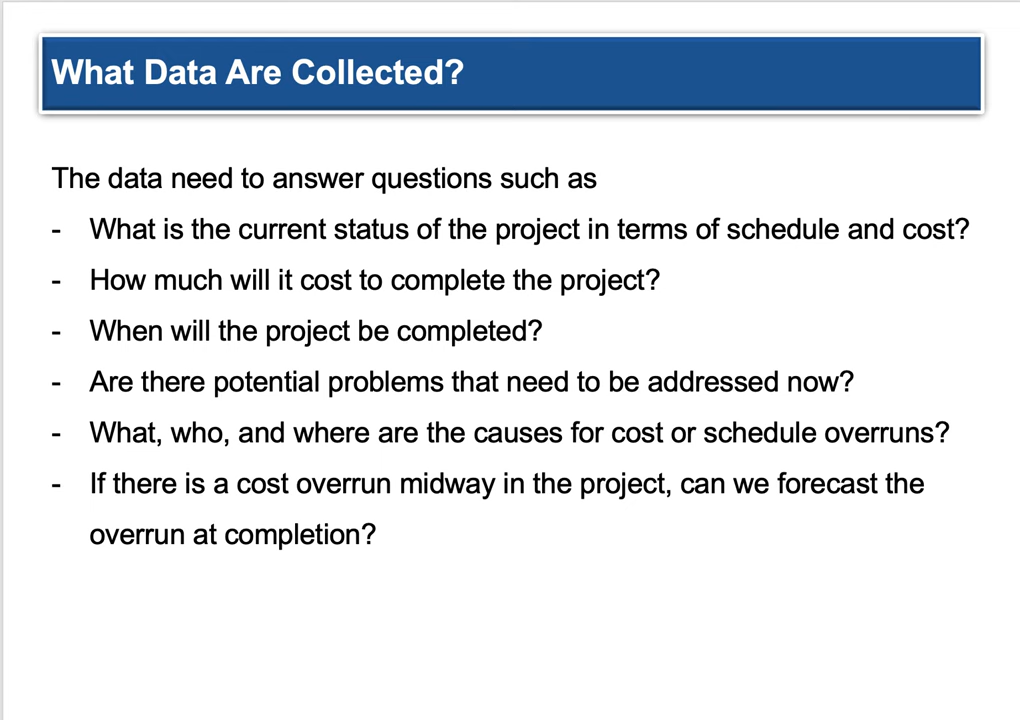 What Data Are Collected?
The data need to answer questions such as
- What is the current status of the project in terms of schedule and cost?
- How much will it cost to complete the project?
- When will the project be completed?
- Are there potential problems that need to be addressed now?
- What, who, and where are the causes for cost or schedule overruns?
- If there is a cost overrun midway in the project, can we forecast the
overrun at completion?